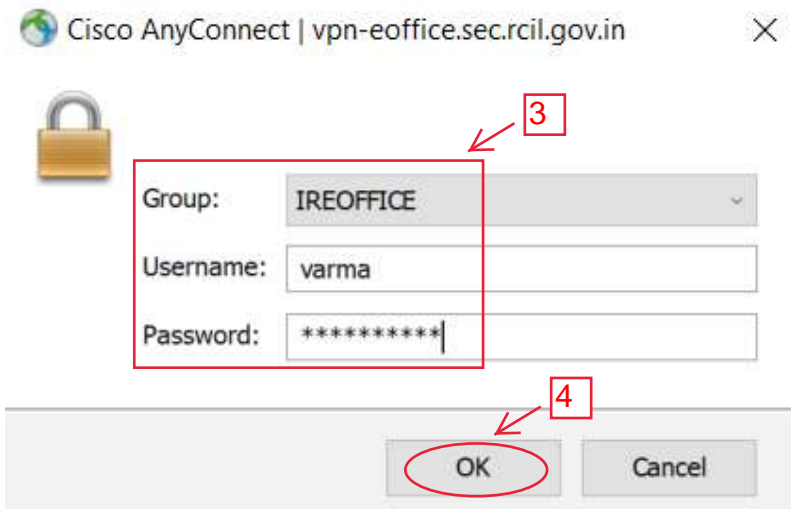 Cisco AnyConnect | vpn-eoffice.sec.rcil.gov.in
3
Group: IREOFFICE
Username: varma
Password: **********
4
OK Cancel